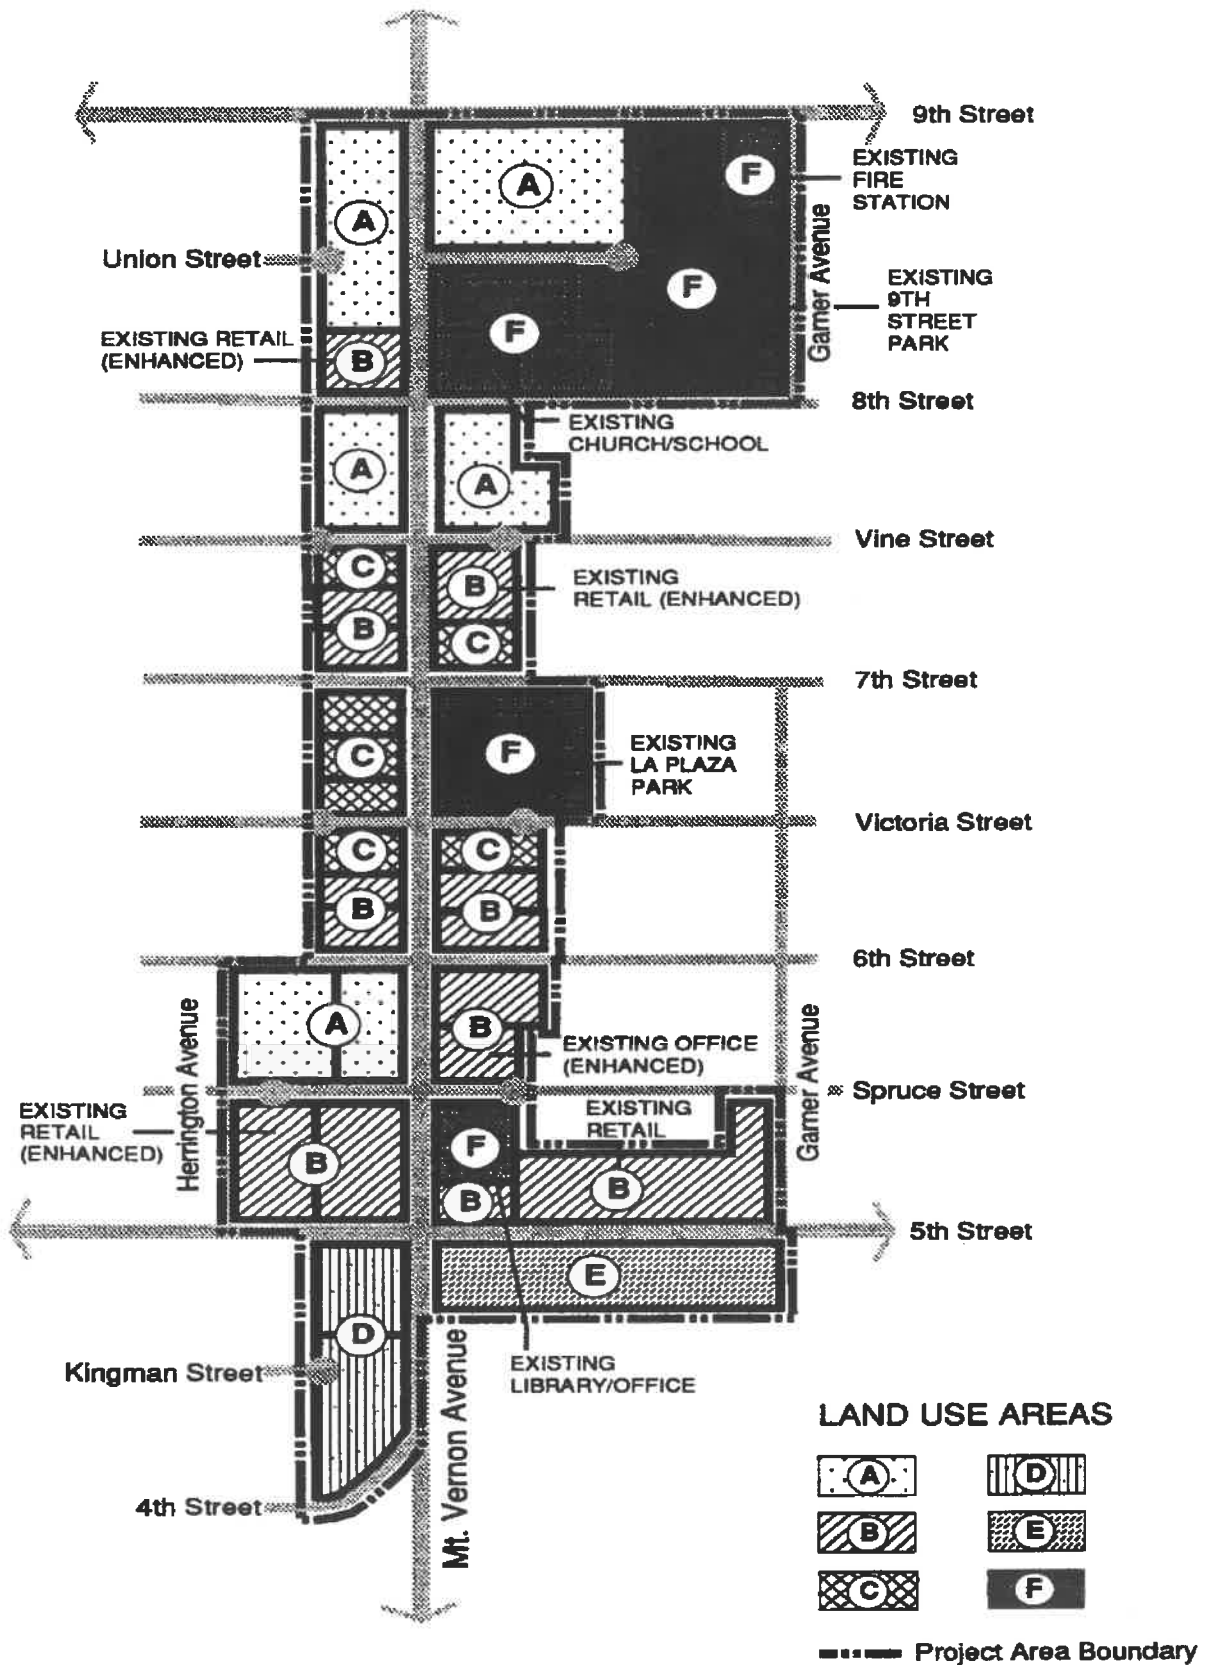 9th Street
EXISTING
FIRE
STATION
A
F
A
Garner Avenue
Union Street
F
EXISTING
9TH
STREET
PARK
F
EXISTING RETAIL
(ENHANCED)
B
8th Street
EXISTING
CHURCH/SCHOOL
A
A
Vine Street
C
B
EXISTING
RETAIL (ENHANCED)
B
C
7th Street
C
F
EXISTING
LA PLAZA
PARK
Victoria Street
C
C
B
B
6th Street
Herrington Avenue
A
B
EXISTING OFFICE
(ENHANCED)
Garner Avenue
Spruce Street
EXISTING
RETAIL
(ENHANCED)
EXISTING
RETAIL
F
B
B
B
5th Street
E
D
Kingman Street
EXISTING
LIBRARY/OFFICE
Mt. Vernon Avenue
4th Street
LAND USE AREAS
A
D
B
E
C
F
Project Area Boundary